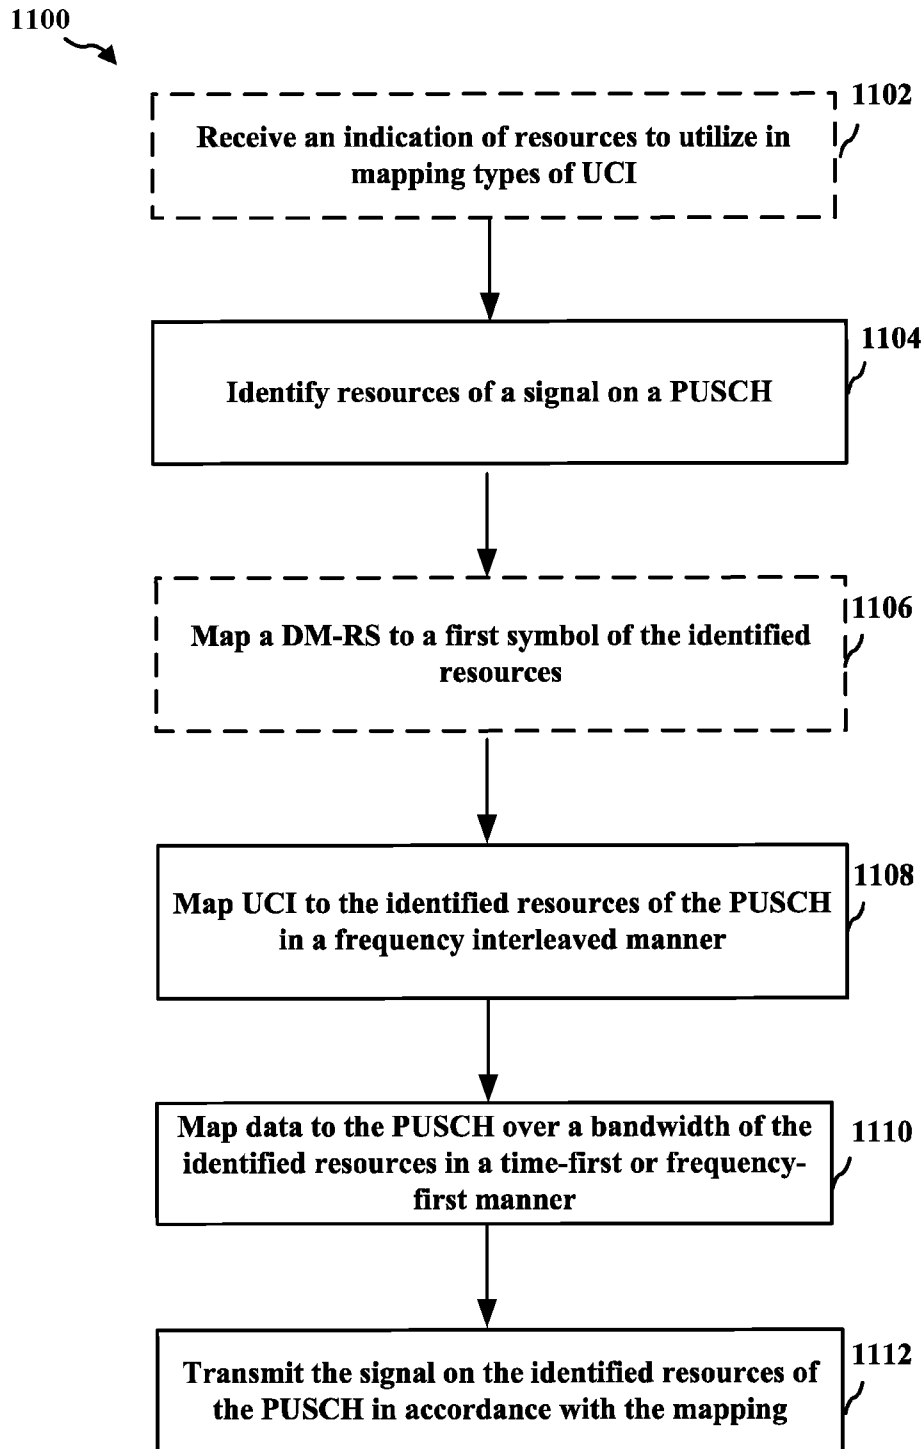 1100
1102
Receive an indication of resources to utilize in
mapping types of UCI
1104
Identify resources of a signal on a PUSCH
1106
Map a DM-RS to a first symbol of the identified
resources
1108
Map UCI to the identified resources of the PUSCH
in a frequency interleaved manner
1110
Map data to the PUSCH over a bandwidth of the
identified resources in a time-first or frequency-
first manner
1112
Transmit the signal on the identified resources of
the PUSCH in accordance with the mapping